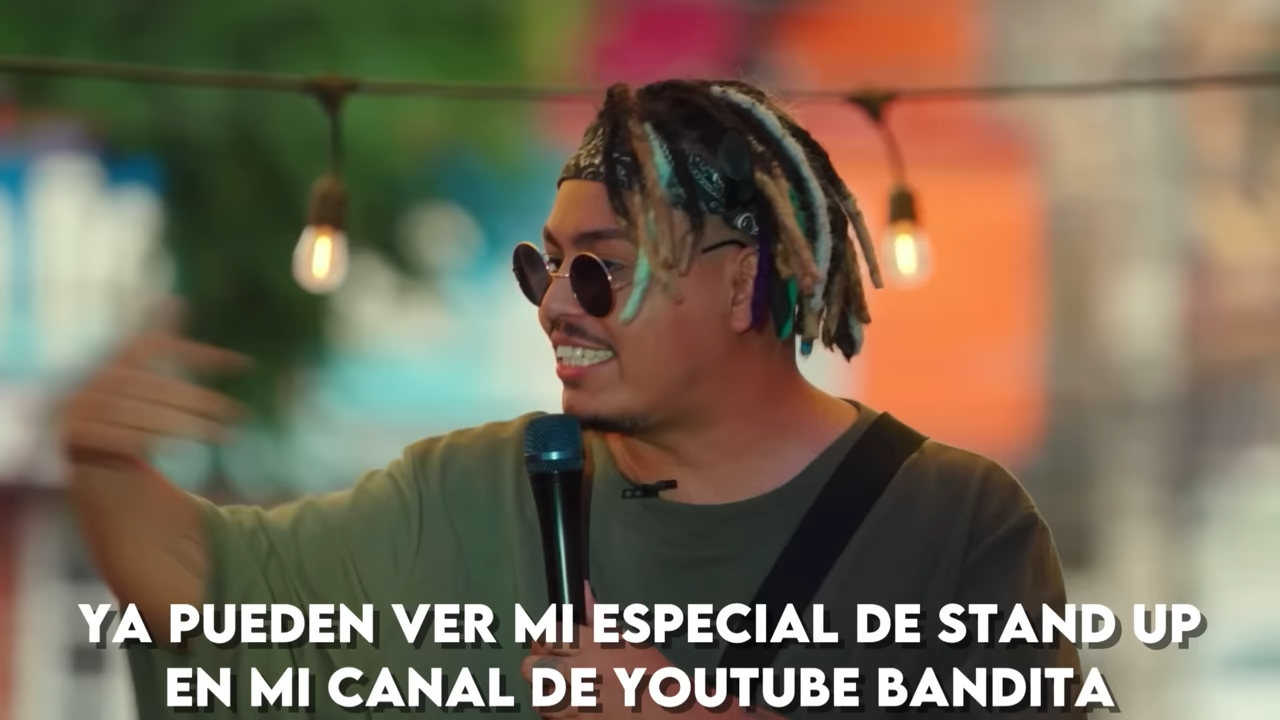 YA PUEDEN VER MI ESPECIAL DE STAND UP
EN MI CANAL DE YOUTUBE BANDITA